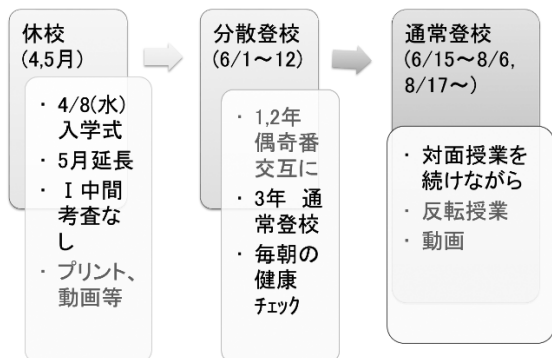 休校
(4,5月)
・ 4/8(水)
入学式
・ 5月延長
・ Ⅰ中間
考査な
し
・ プリント、
動画等
分散登校
(6/1～12)
・ 1,2年
偶奇番
交互に
・ 3年 通
常登校
・ 毎朝の
健康
チェック
通常登校
(6/15～8/6,
8/17～)
・ 対面授業を
続けながら
・ 反転授業
・ 動画